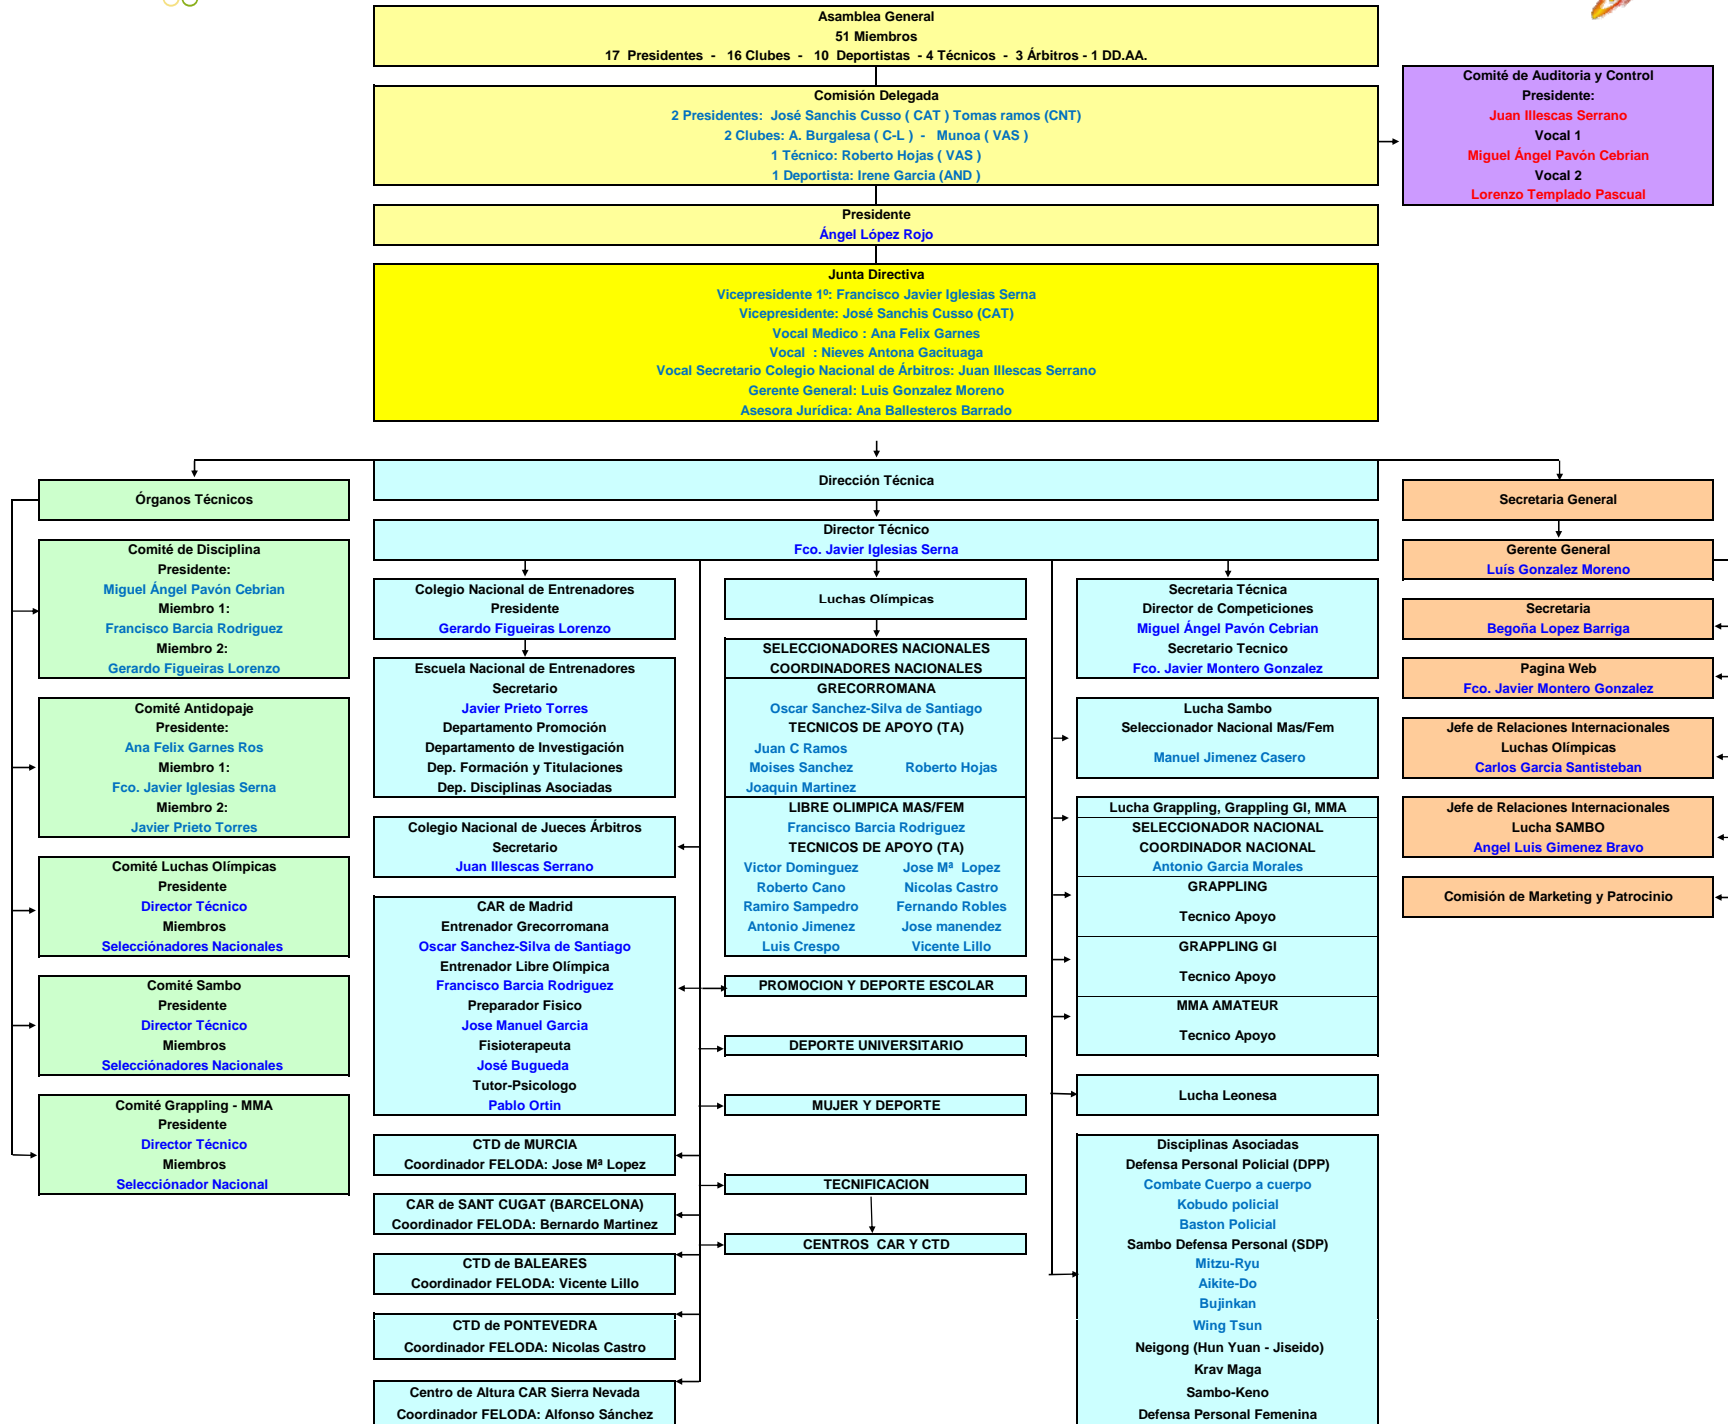 Asamblea General
51 Miembros
17 Presidentes - 16 Clubes - 10 Deportistas - 4 Técnicos - 3 Árbitros - 1 DD.AA.
Comisión Delegada
2 Presidentes: José Sanchis Cusso ( CAT ) Tomas ramos (CNT)
2 Clubes: A. Burgalesa ( C-L ) - Munoa ( VAS )
1 Técnico: Roberto Hojas ( VAS )
1 Deportista: Irene Garcia (AND )
Comité de Auditoria y Control
Presidente:
Juan Illescas Serrano
Vocal 1
Miguel Ángel Pavón Cebrian
Vocal 2
Lorenzo Templado Pascual
Presidente
Ángel López Rojo
Junta Directiva
Vicepresidente 1º: Francisco Javier Iglesias Serna
Vicepresidente: José Sanchis Cusso (CAT)
Vocal Medico : Ana Felix Garnes
Vocal : Nieves Antona Gacituaga
Vocal Secretario Colegio Nacional de Árbitros: Juan Illescas Serrano
Gerente General: Luis Gonzalez Moreno
Asesora Jurídica: Ana Ballesteros Barrado
Órganos Técnicos
Comité de Disciplina
Presidente:
Miguel Ángel Pavón Cebrian
Miembro 1:
Francisco Barcia Rodriguez
Miembro 2:
Gerardo Figueiras Lorenzo
Comité Antidopaje
Presidente:
Ana Felix Garnes Ros
Miembro 1:
Fco. Javier Iglesias Serna
Miembro 2:
Javier Prieto Torres
Comité Luchas Olímpicas
Presidente
Director Técnico
Miembros
Selecciónadores Nacionales
Comité Sambo
Presidente
Director Técnico
Miembros
Selecciónadores Nacionales
Comité Grappling - MMA
Presidente
Director Técnico
Miembros
Selecciónador Nacional
Dirección Técnica
Director Técnico
Fco. Javier Iglesias Serna
Colegio Nacional de Entrenadores
Presidente
Gerardo Figueiras Lorenzo
Escuela Nacional de Entrenadores
Secretario
Javier Prieto Torres
Departamento Promoción
Departamento de Investigación
Dep. Formación y Titulaciones
Dep. Disciplinas Asociadas
Colegio Nacional de Jueces Árbitros
Secretario
Juan Illescas Serrano
CAR de Madrid
Entrenador Grecorromana
Oscar Sanchez-Silva de Santiago
Entrenador Libre Olímpica
Francisco Barcia Rodriguez
Preparador Fisico
Jose Manuel Garcia
Fisioterapeuta
José Bugueda
Tutor-Psicologo
Pablo Ortin
CTD de MURCIA
Coordinador FELODA: Jose Mª Lopez
CAR de SANT CUGAT (BARCELONA)
Coordinador FELODA: Bernardo Martinez
CTD de BALEARES
Coordinador FELODA: Vicente Lillo
CTD de PONTEVEDRA
Coordinador FELODA: Nicolas Castro
Centro de Altura CAR Sierra Nevada
Coordinador FELODA: Alfonso Sánchez
Luchas Olímpicas
SELECCIONADORES NACIONALES
COORDINADORES NACIONALES
GRECORROMANA
Oscar Sanchez-Silva de Santiago
TECNICOS DE APOYO (TA)
Juan C Ramos
Moises Sanchez Roberto Hojas
Joaquin Martinez
LIBRE OLIMPICA MAS/FEM
Francisco Barcia Rodriguez
TECNICOS DE APOYO (TA)
Victor Dominguez Jose Mª Lopez
Roberto Cano Nicolas Castro
Ramiro Sampedro Fernando Robles
Antonio Jimenez Jose manendez
Luis Crespo Vicente Lillo
PROMOCION Y DEPORTE ESCOLAR
DEPORTE UNIVERSITARIO
MUJER Y DEPORTE
TECNIFICACION
CENTROS CAR Y CTD
Secretaria Técnica
Director de Competiciones
Miguel Ángel Pavón Cebrian
Secretario Tecnico
Fco. Javier Montero Gonzalez
Lucha Sambo
Seleccionador Nacional Mas/Fem
Manuel Jimenez Casero
Lucha Grappling, Grappling GI, MMA
SELECCIONADOR NACIONAL
COORDINADOR NACIONAL
Antonio Garcia Morales
GRAPPLING
Tecnico Apoyo
GRAPPLING GI
Tecnico Apoyo
MMA AMATEUR
Tecnico Apoyo
Lucha Leonesa
Disciplinas Asociadas
Defensa Personal Policial (DPP)
Combate Cuerpo a cuerpo
Kobudo policial
Baston Policial
Sambo Defensa Personal (SDP)
Mitzu-Ryu
Aikite-Do
Bujinkan
Wing Tsun
Neigong (Hun Yuan - Jiseido)
Krav Maga
Sambo-Keno
Defensa Personal Femenina
Secretaria General
Gerente General
Luís Gonzalez Moreno
Secretaria
Begoña Lopez Barriga
Pagina Web
Fco. Javier Montero Gonzalez
Jefe de Relaciones Internacionales
Luchas Olímpicas
Carlos Garcia Santisteban
Jefe de Relaciones Internacionales
Lucha SAMBO
Angel Luis Gimenez Bravo
Comisión de Marketing y Patrocinio